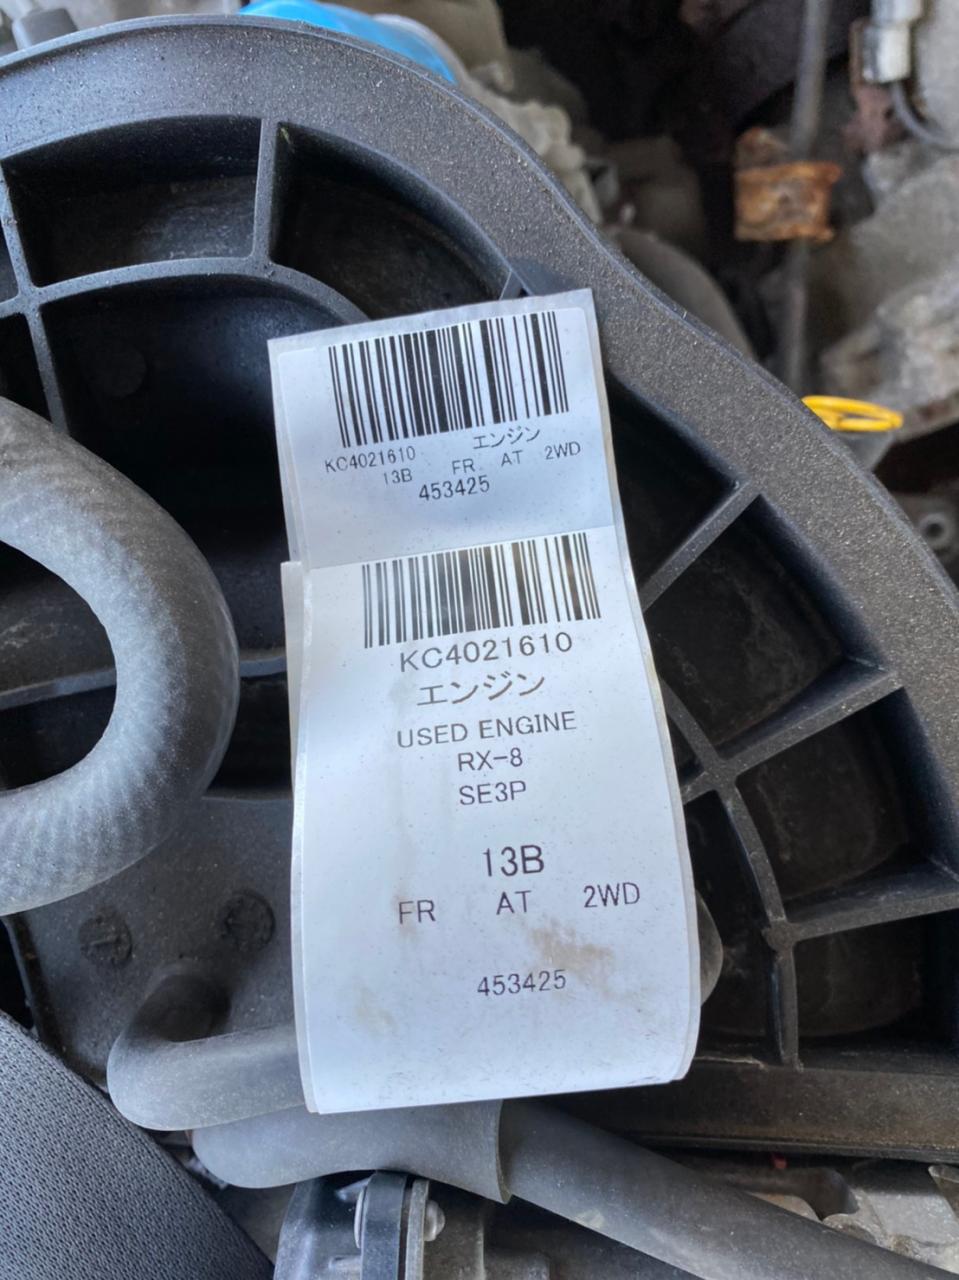 KC4021610 エンジン
13B FR AT 2WD
453425
KC4021610
エンジン
USED ENGINE
RX-8
SE3P
13B
FR AT 2WD
453425